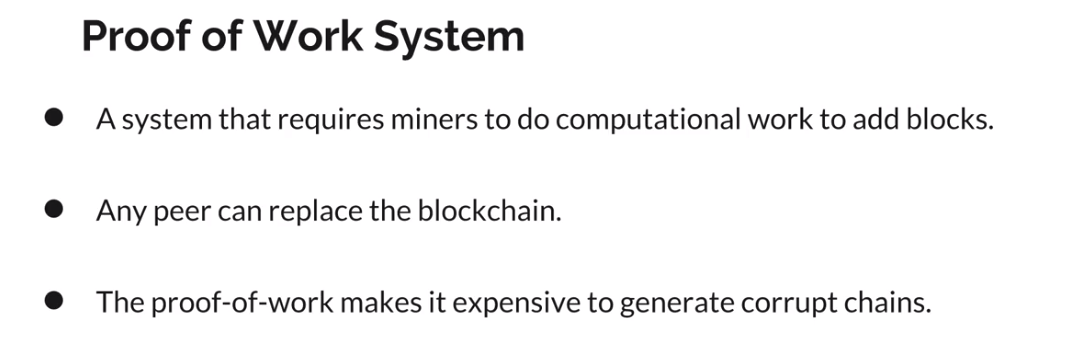 Proof of Work System
● A system that requires miners to do computational work to add blocks.
● Any peer can replace the blockchain.
● The proof-of-work makes it expensive to generate corrupt chains.